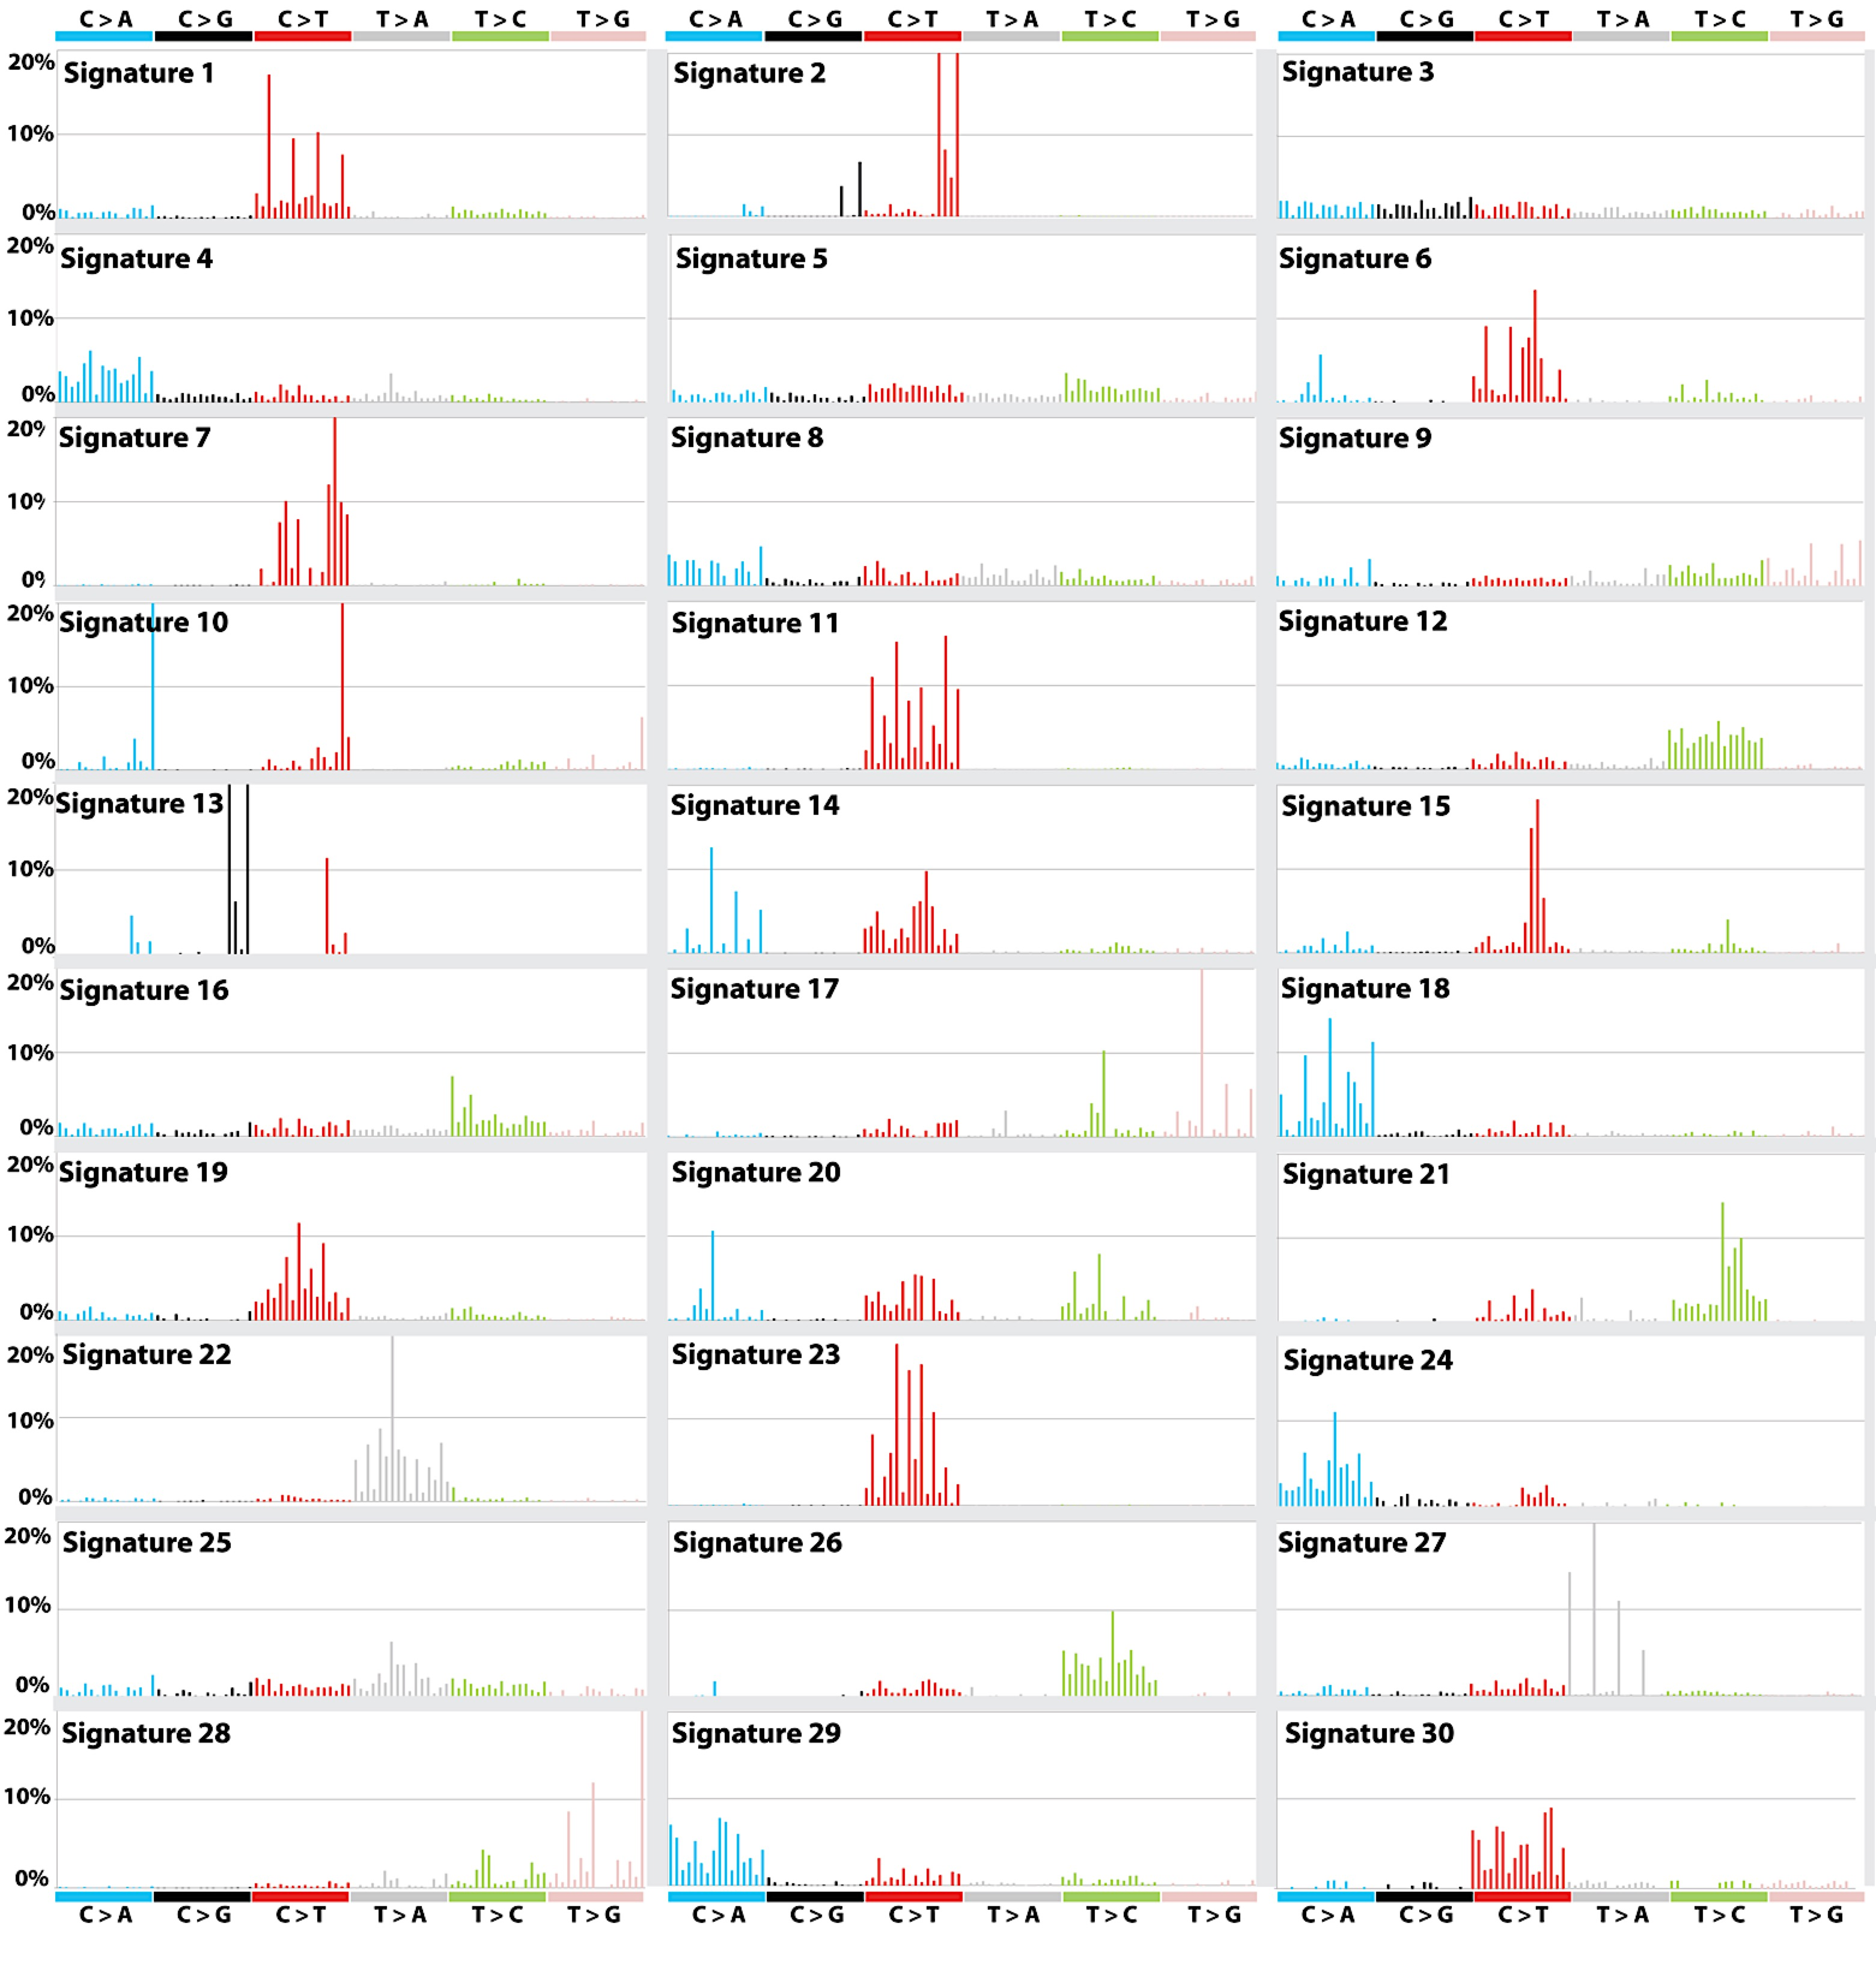 C > A C > G C > T T > A T > C T > G C > A C > G C > T T > A T > C T > G C > A C > G C > T T > A T > C T > G
20% Signature 1 Signature 2 Signature 3
10%
0%
20% Signature 4 Signature 5 Signature 6
10%
0%
20% Signature 7 Signature 8 Signature 9
10%
0%
20% Signature 10 Signature 11 Signature 12
10%
0%
20% Signature 13 Signature 14 Signature 15
10%
0%
20% Signature 16 Signature 17 Signature 18
10%
0%
20% Signature 19 Signature 20 Signature 21
10%
0%
20% Signature 22 Signature 23 Signature 24
10%
0%
20% Signature 25 Signature 26 Signature 27
10%
0%
20% Signature 28 Signature 29 Signature 30
10%
0%
C > A C > G C > T T > A T > C T > G C > A C > G C > T T > A T > C T > G C > A C > G C > T T > A T > C T > G